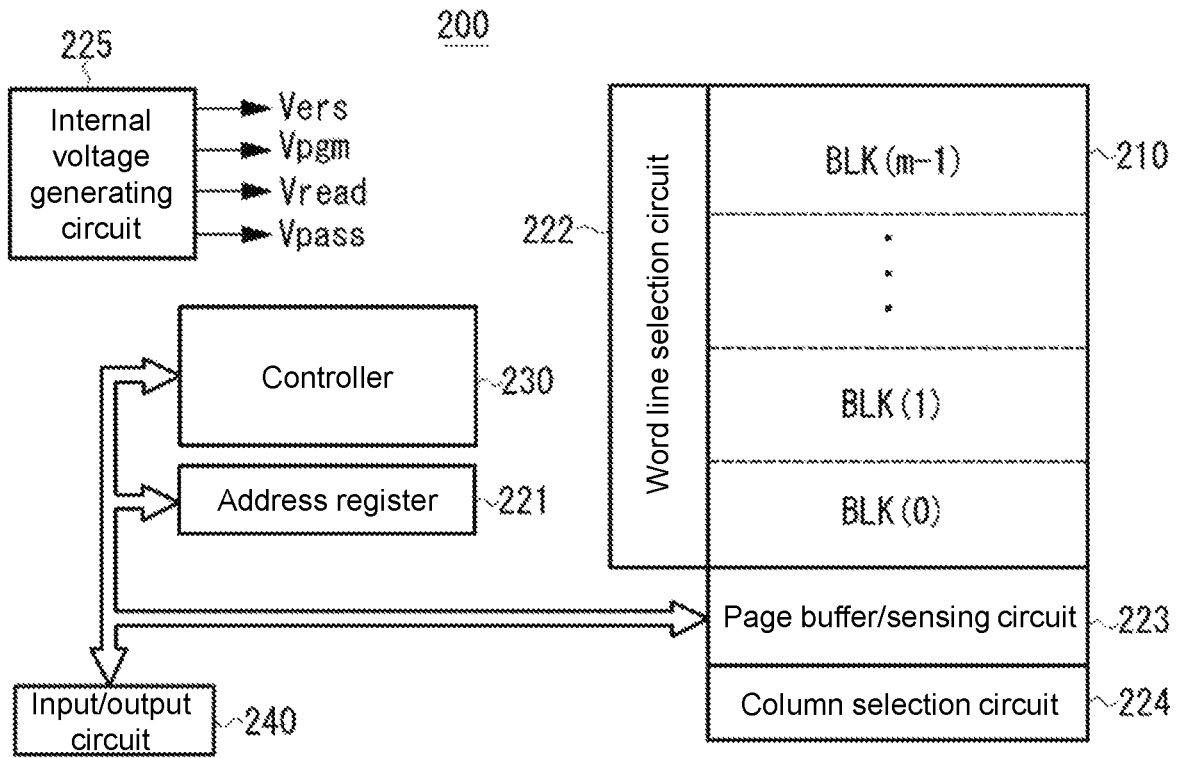 200
225
Internal
voltage
generating
circuit
Vers
Vpgm
Vread
Vpass
222
Word line selection circuit
BLK(m-1)
210
BLK(1)
BLK(0)
Controller
230
Address register
221
Page buffer/sensing circuit
223
Column selection circuit
224
Input/output
circuit
240